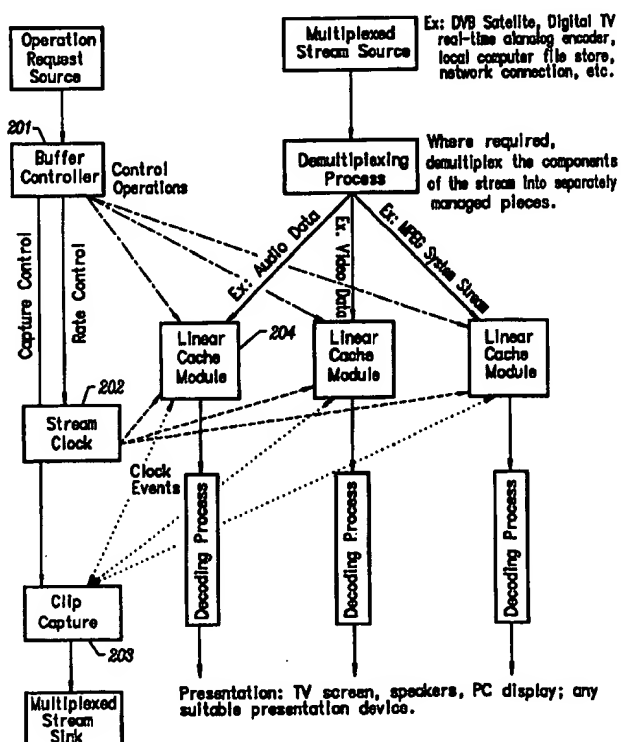 Operation
Request
Source
Multiplexed
Stream Source
Ex: DVB Satellite, Digital TV
real-time aknalog encoder,
local computer file store,
network connection, etc.
201
Buffer
Controller
Control
Operations
Demultiplexing
Process
Where required,
demultiplex the components
of the stream into separately
managed pieces.
Capture Control
Rate Control
Ex: Audio Data
Ex. Video Data
Ex: MPEG System Stream
Linear
Cache
Module
204
Linear
Cache
Module
Linear
Cache
Module
202
Stream
Clock
Clock
Events
Decoding Process
Decoding Process
Decoding Process
Clip
Capture
203
Multiplexed
Stream
Sink
Presentation: TV screen, speakers, PC display; any
suitable presentation device.